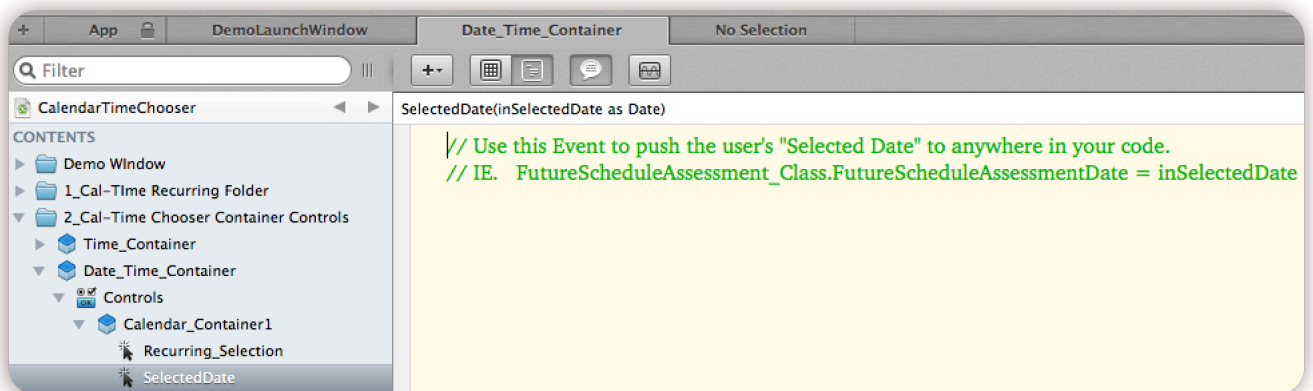 App
DemoLaunchWindow
Date_Time_Container
No Selection
Filter
CalendarTimeChooser
SelectedDate(inSelectedDate as Date)
CONTENTS
Demo WIndow
1_Cal-TIme Recurring Folder
2_Cal-Time Chooser Container Controls
Time_Container
Date_Time_Container
Controls
Calendar_Container1
Recurring_Selection
SelectedDate
// Use this Event to push the user's "Selected Date" to anywhere in your code.
// IE.   FutureScheduleAssessment_Class.FutureScheduleAssessmentDate = inSelectedDate